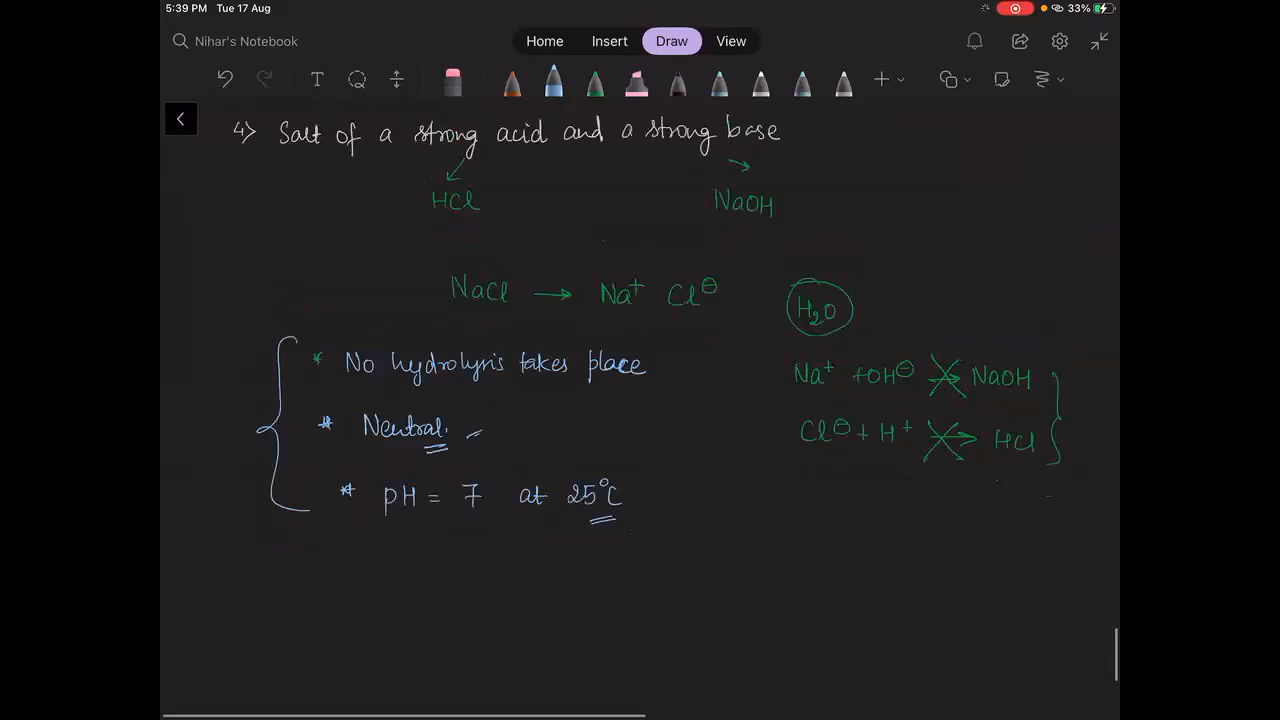 5:39 PM Tue 17 Aug
33%
Nihar's Notebook
Home Insert Draw View
4> Salt of a strong acid and a strong base
HCl NaOH
NaCl → Na⁺ Cl⊖
H₂O
* No hydrolysis takes place
Na⁺ + OH⊖ → NaOH
* Neutral.
Cl⊖ + H⁺ → HCl
* pH = 7 at 25°C